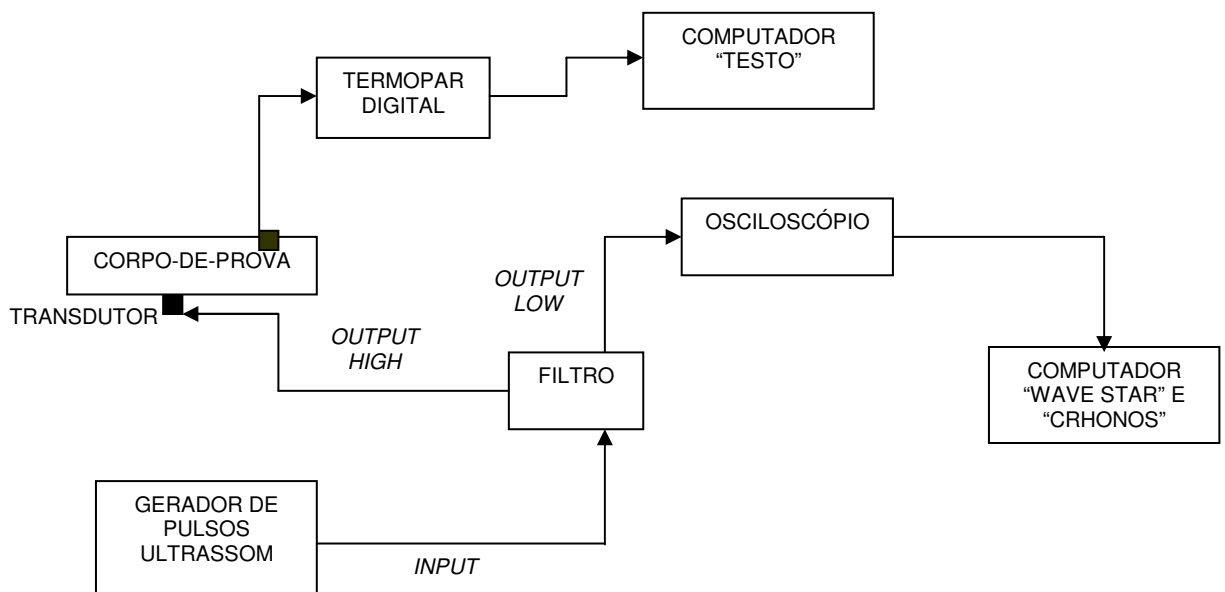 COMPUTADOR
“TESTO”
TERMOPAR
DIGITAL
OSCILOSCÓPIO
CORPO-DE-PROVA
TRANSDUTOR
OUTPUT
LOW
OUTPUT
HIGH
FILTRO
COMPUTADOR
“WAVE STAR” E
“CRHONOS”
GERADOR DE
PULSOS
ULTRASSOM
INPUT